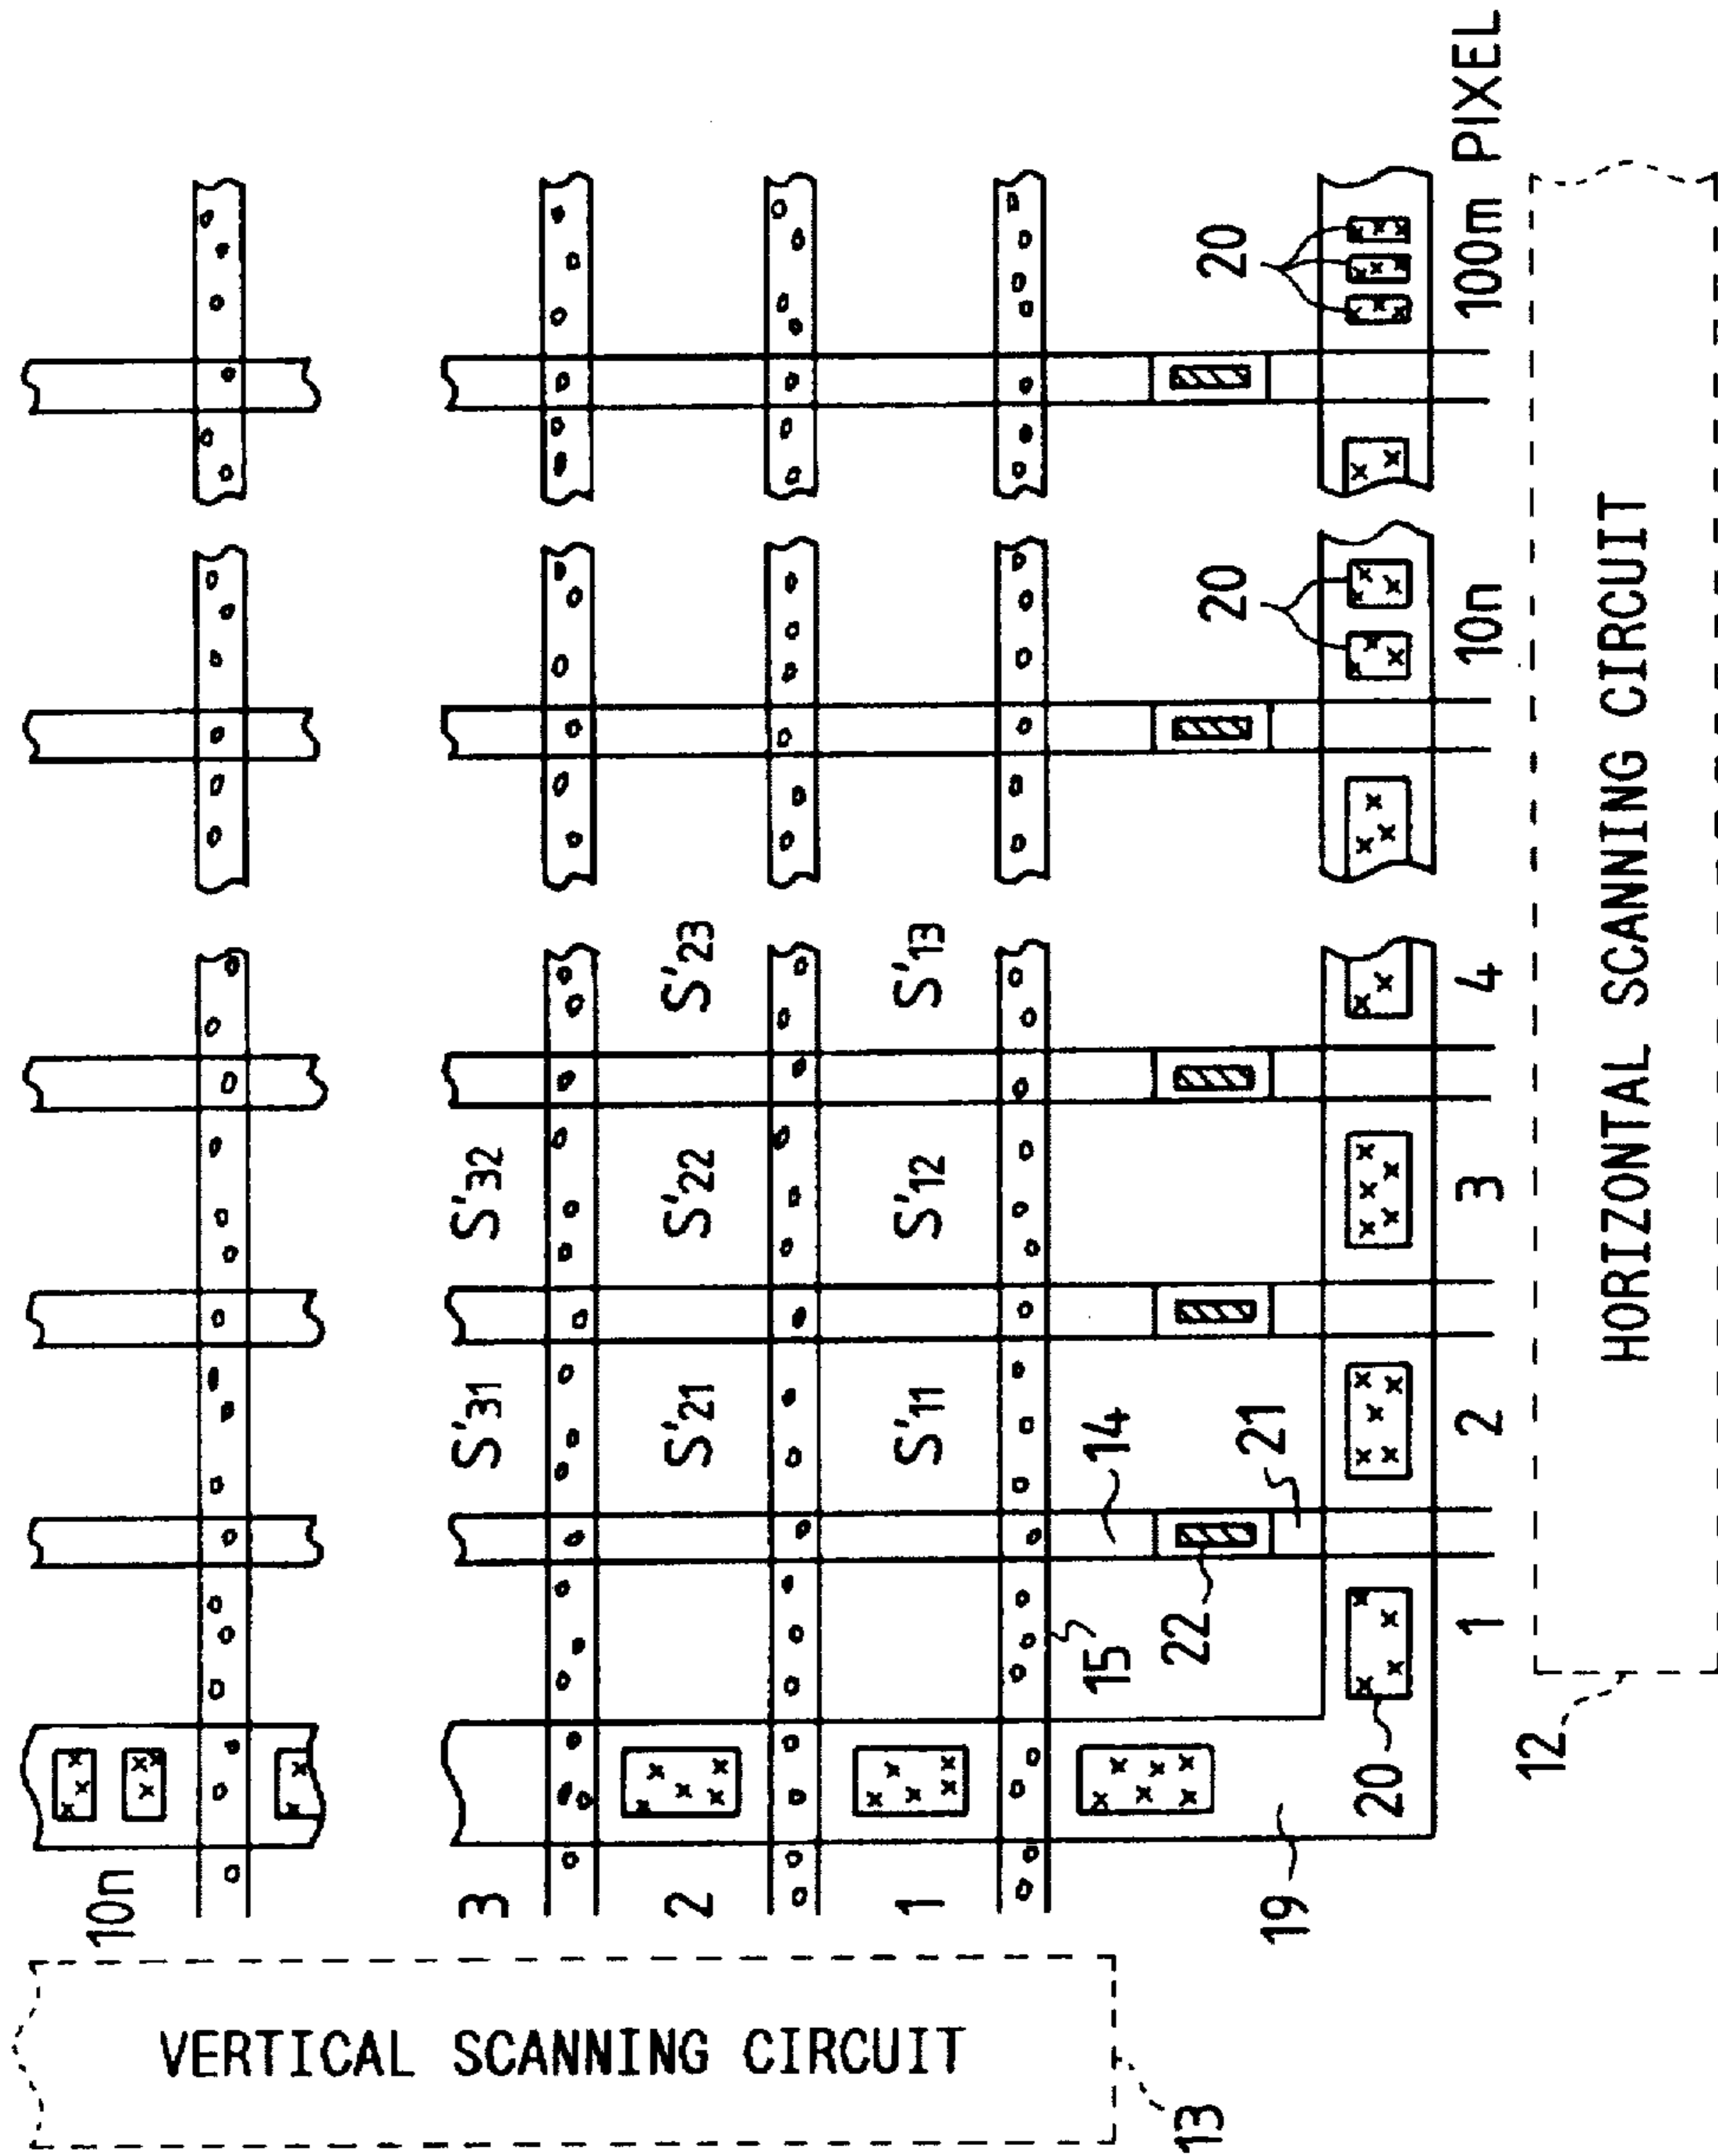 VERTICAL SCANNING CIRCUIT
13
10n
3 S'31 S'32
2 S'21 S'22 S'23
1 S'11 S'12 S'13
15 14
22 21 20 20
19
20
1 2 3 4 10n 100m PIXEL
12
HORIZONTAL SCANNING CIRCUIT